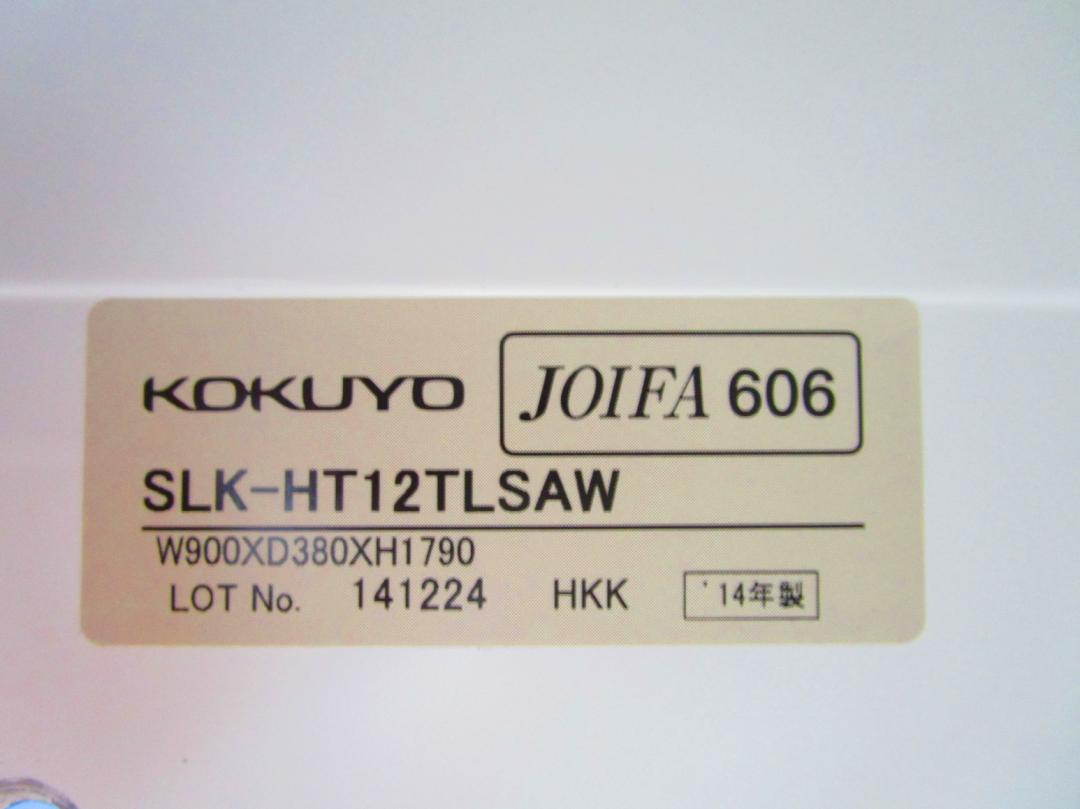 KOKUYO JOIFA 606
SLK-HT12TLSAW
W900XD380XH1790
LOT No. 141224 HKK '14年製